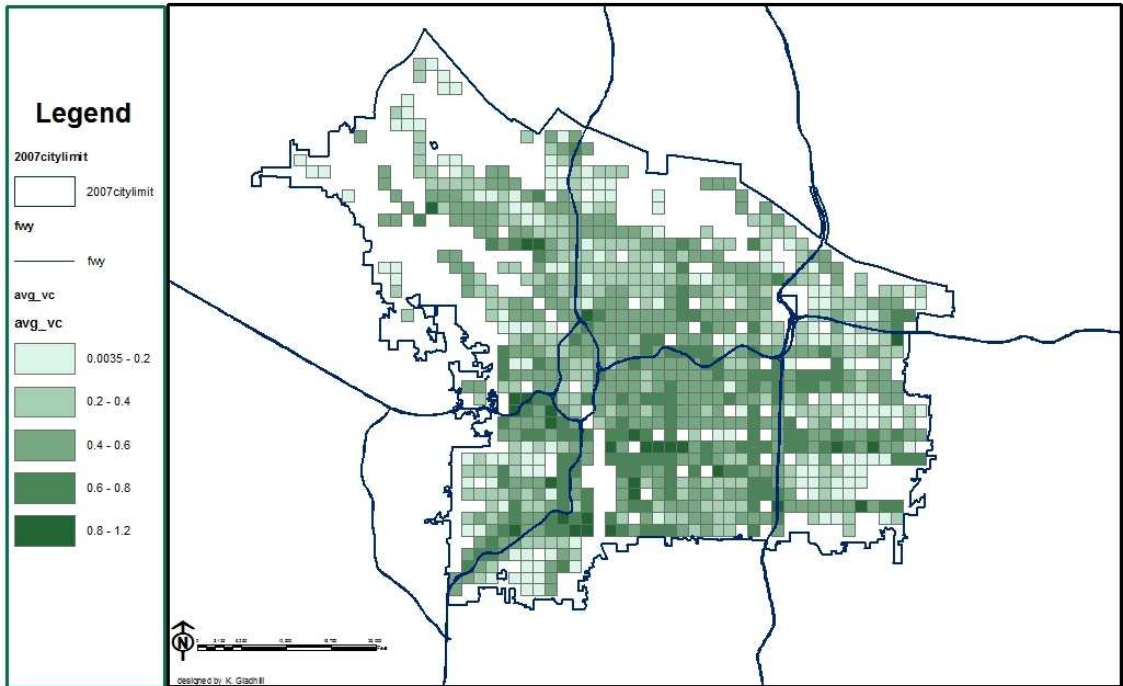 Legend
2007citylimit
2007citylimit
fwy
fwy
avg_vc
avg_vc
0.0035 - 0.2
0.2 - 0.4
0.4 - 0.6
0.6 - 0.8
0.8 - 1.2
N
Feet
designed by K. Gladhill